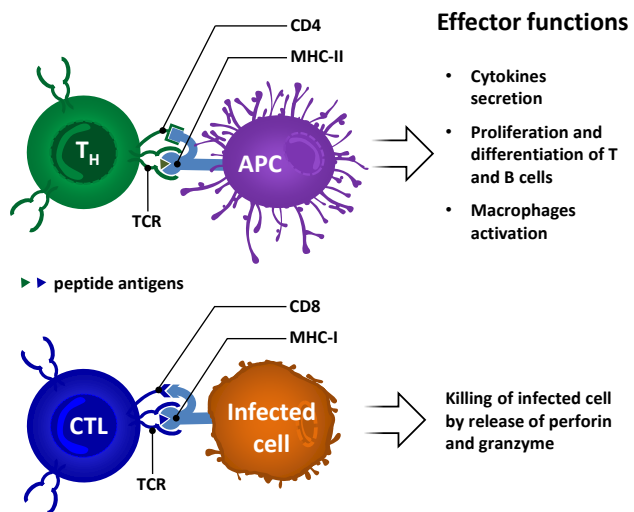 Effector functions
CD4
MHC-II
T_H
APC
TCR
• Cytokines
secretion
• Proliferation and
differentiation of T
and B cells
• Macrophages
activation
peptide antigens
CD8
MHC-I
CTL
Infected
cell
TCR
Killing of infected cell
by release of perforin
and granzyme